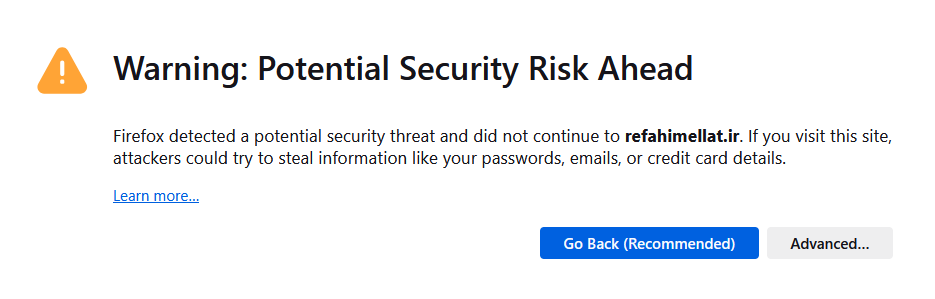 Warning: Potential Security Risk Ahead
Firefox detected a potential security threat and did not continue to refahimellat.ir. If you visit this site,
attackers could try to steal information like your passwords, emails, or credit card details.
Learn more...
Go Back (Recommended)
Advanced...